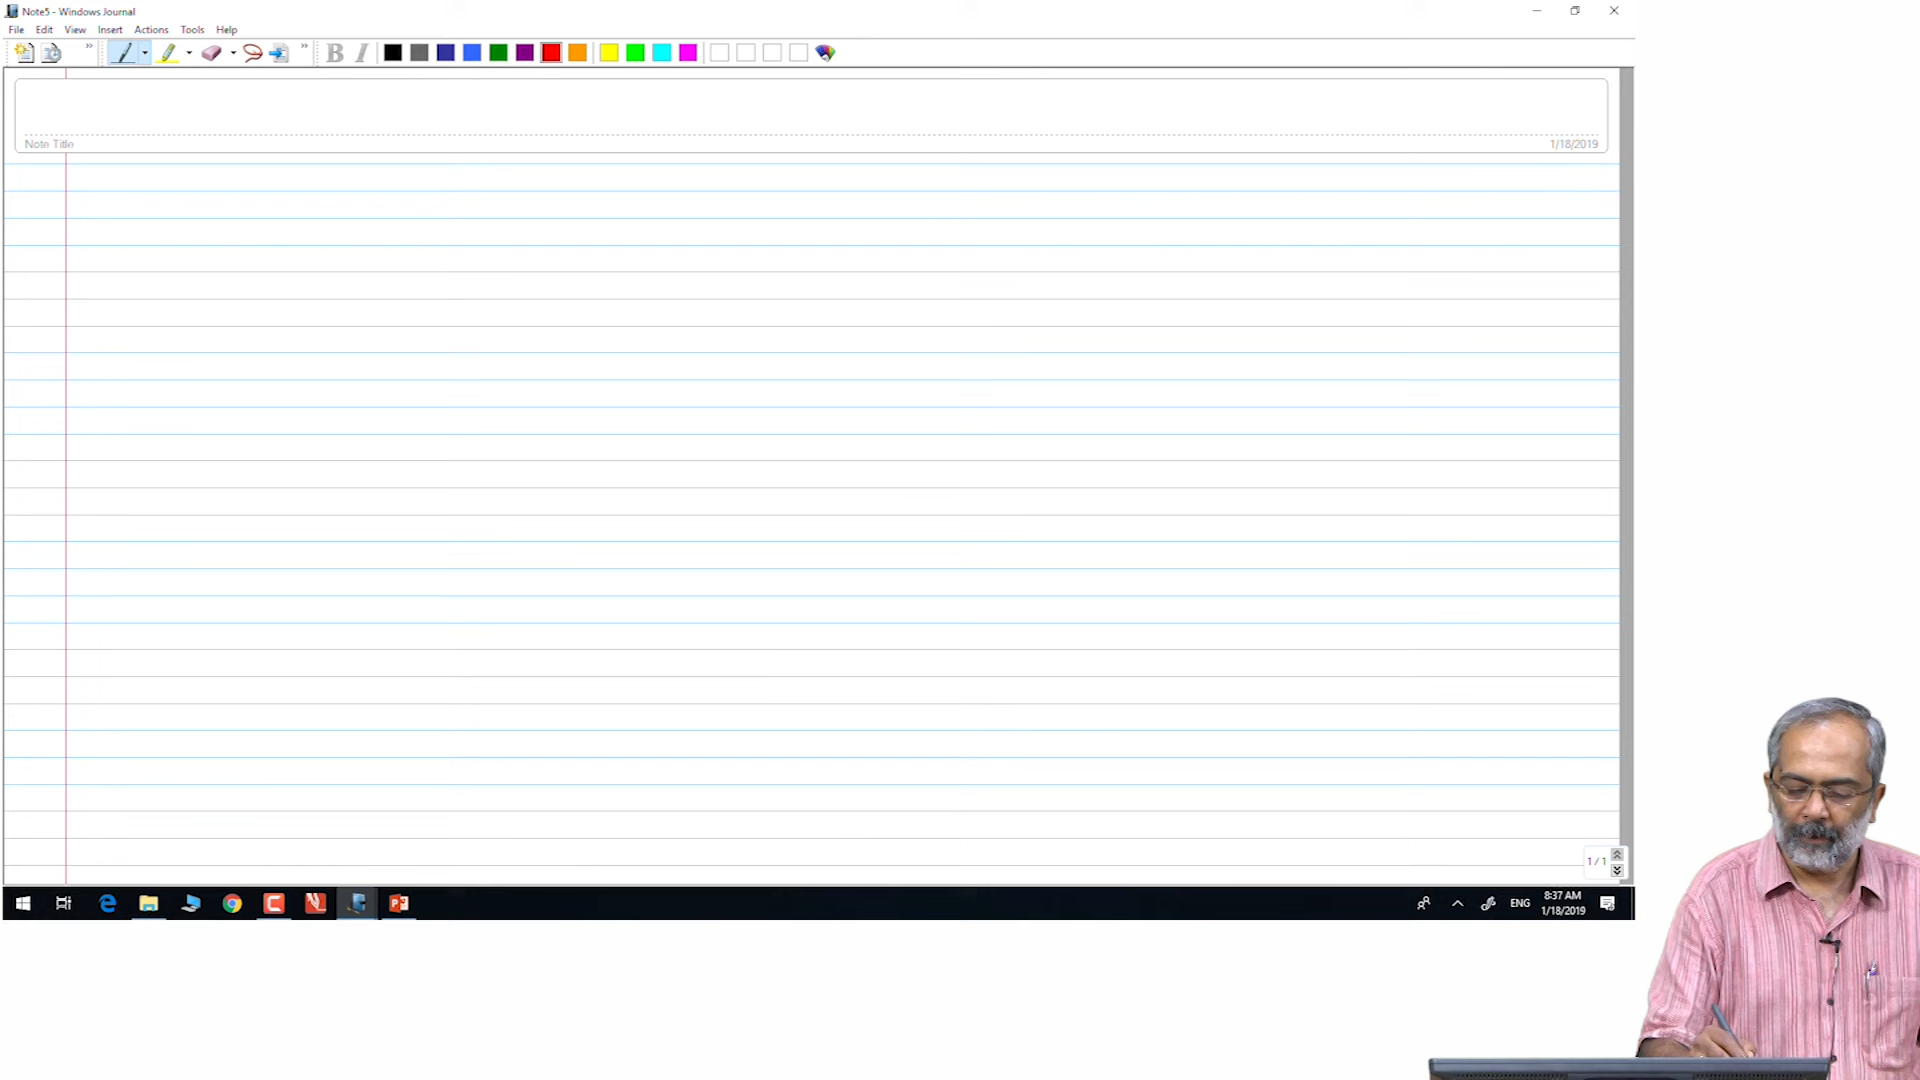 Note5 - Windows Journal
File Edit View Insert Actions Tools Help
B I
Note Title
1/18/2019
1 / 1
ENG
8:37 AM
1/18/2019